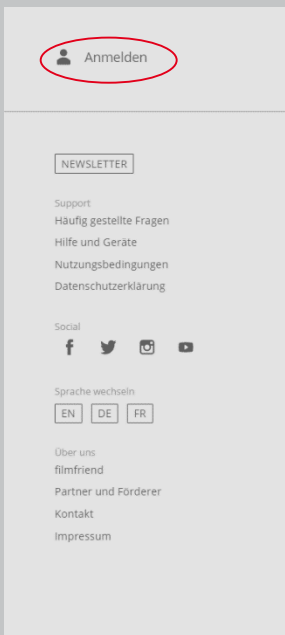 Anmelden
NEWSLETTER
Support
Häufig gestellte Fragen
Hilfe und Geräte
Nutzungsbedingungen
Datenschutzerklärung
Social
Sprache wechseln
EN DE FR
Über uns
filmfriend
Partner und Förderer
Kontakt
Impressum